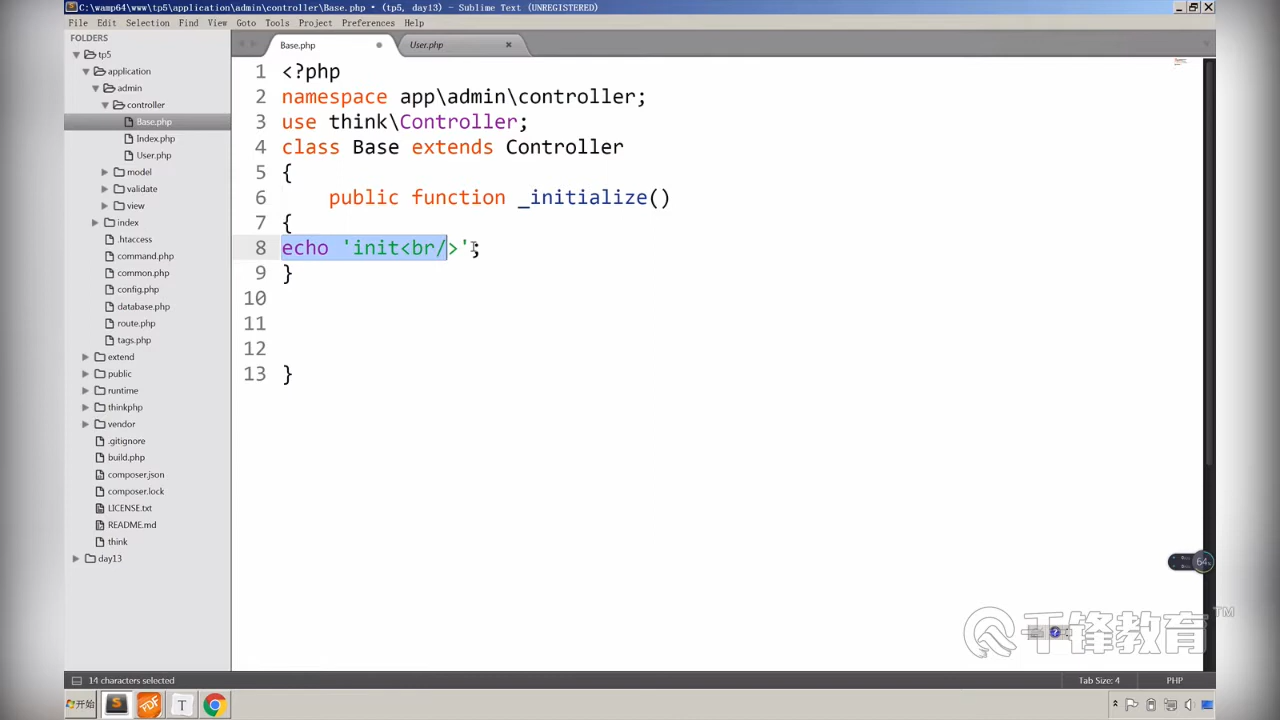 C:\wamp64\www\tp5\application\admin\controller\Base.php • (tp5, day13) - Sublime Text (UNREGISTERED)
File Edit Selection Find View Goto Tools Project Preferences Help
FOLDERS
tp5
application
admin
controller
Base.php
Index.php
User.php
model
validate
view
index
.htaccess
command.php
common.php
config.php
database.php
route.php
tags.php
extend
public
runtime
thinkphp
vendor
.gitignore
build.php
composer.json
composer.lock
LICENSE.txt
README.md
think
day13
Base.php
User.php
1 <?php
2 namespace app\admin\controller;
3 use think\Controller;
4 class Base extends Controller
5 {
6 public function _initialize()
7 {
8 echo 'init<br/>';
9 }
10
11
12
13 }
64
千锋教育 TM
14 characters selected
Tab Size: 4 PHP
开始